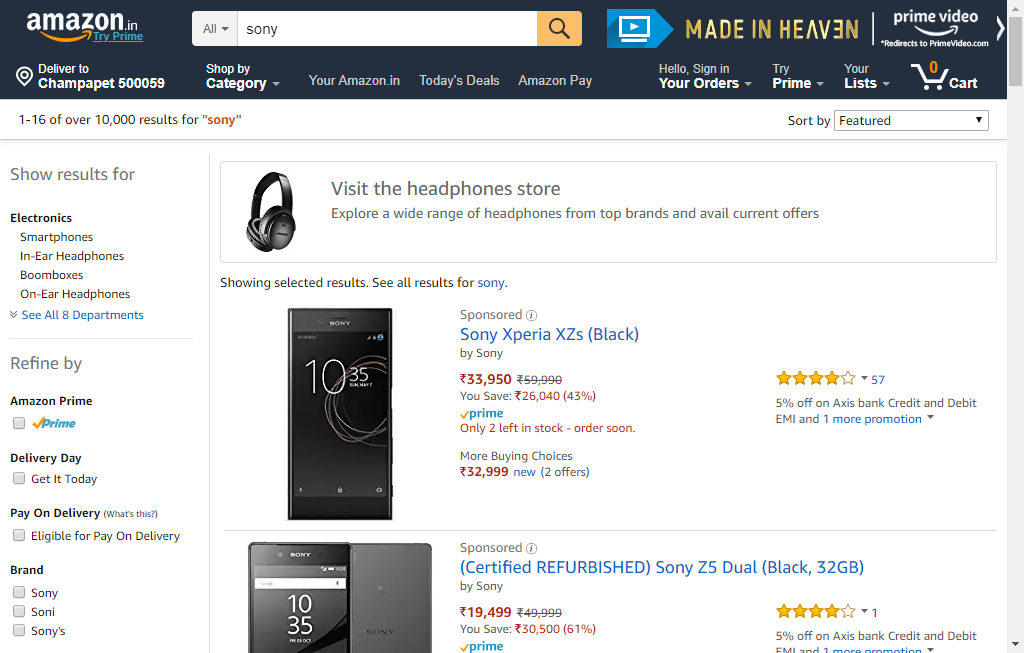 amazon.in
Try Prime
All
sony
MADE IN HEAVEN
prime video
*Redirects to PrimeVideo.com
Deliver to
Champapet 500059
Shop by
Category
Your Amazon.in
Today's Deals
Amazon Pay
Hello, Sign in
Your Orders
Try
Prime
Your
Lists
0
Cart
1-16 of over 10,000 results for "sony"
Sort by
Featured
Show results for
Electronics
Smartphones
In-Ear Headphones
Boomboxes
On-Ear Headphones
See All 8 Departments
Refine by
Amazon Prime
Prime
Delivery Day
Get It Today
Pay On Delivery (What's this?)
Eligible for Pay On Delivery
Brand
Sony
Soni
Sony's
Visit the headphones store
Explore a wide range of headphones from top brands and avail current offers
Showing selected results. See all results for sony.
SONY
10 35
SUN, MAY 7
Sponsored
Sony Xperia XZs (Black)
by Sony
₹33,950 ₹59,990
You Save: ₹26,040 (43%)
prime
Only 2 left in stock - order soon.
More Buying Choices
₹32,999 new (2 offers)
57
5% off on Axis bank Credit and Debit
EMI and 1 more promotion
SONY
10
35
SONY
Sponsored
(Certified REFURBISHED) Sony Z5 Dual (Black, 32GB)
by Sony
₹19,499 ₹49,999
You Save: ₹30,500 (61%)
prime
1
5% off on Axis bank Credit and Debit
EMI and 1 more promotion